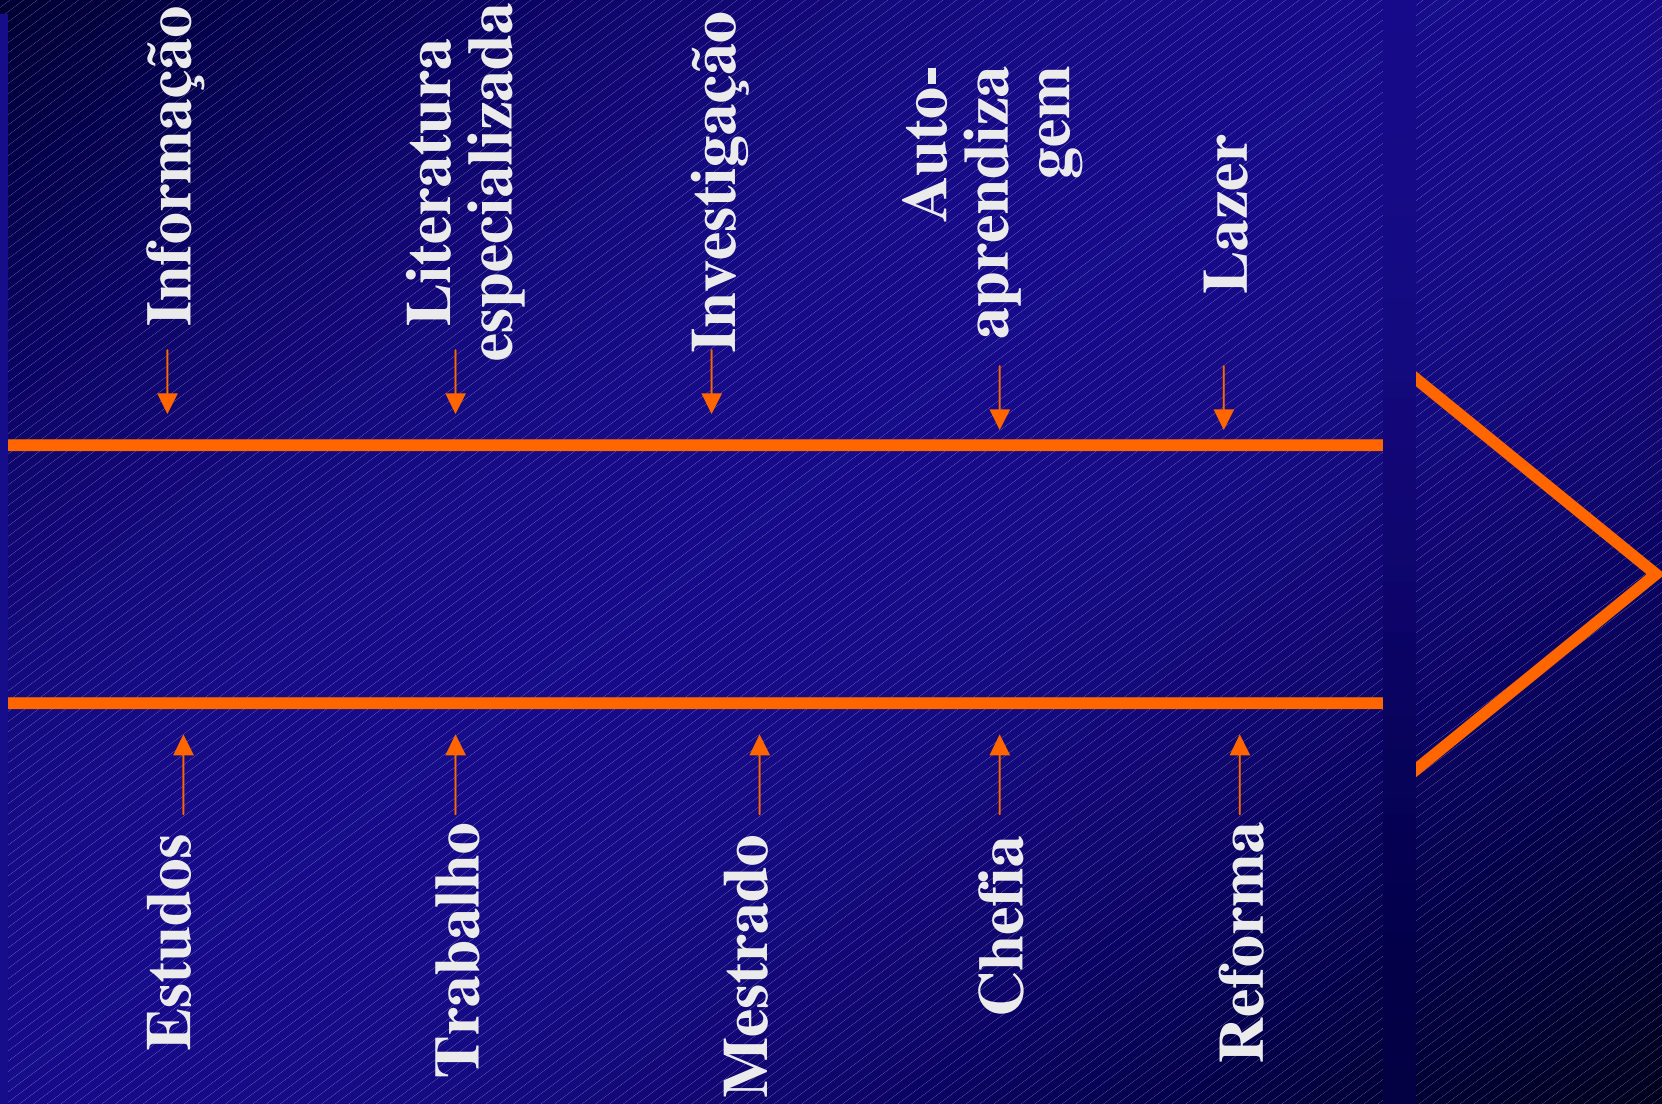 Informação
Literatura
especializada
Investigação
Auto-
aprendiza
gem
Lazer
Estudos
Trabalho
Mestrado
Chefia
Reforma